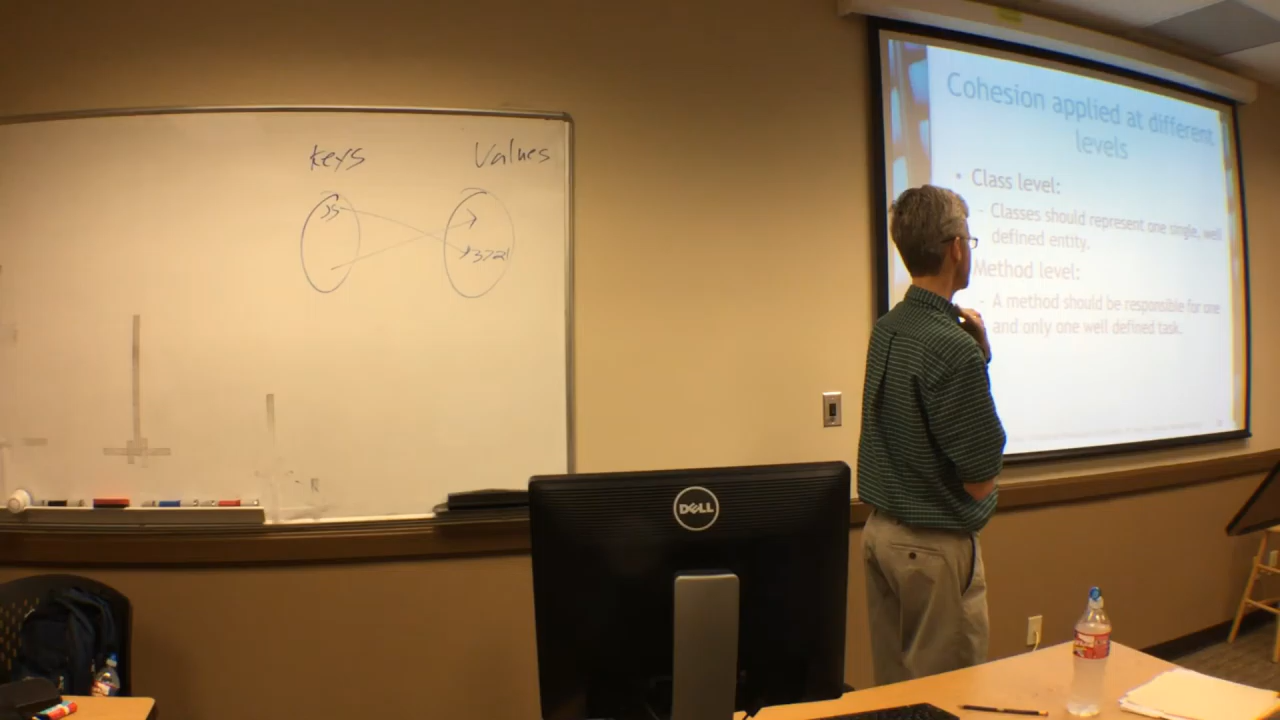 Keys Values
35
3721
DELL
Cohesion applied at different
levels
• Class level:
- Classes should represent one single, well
defined entity.
Method level:
- A method should be responsible for one
and only one well defined task.